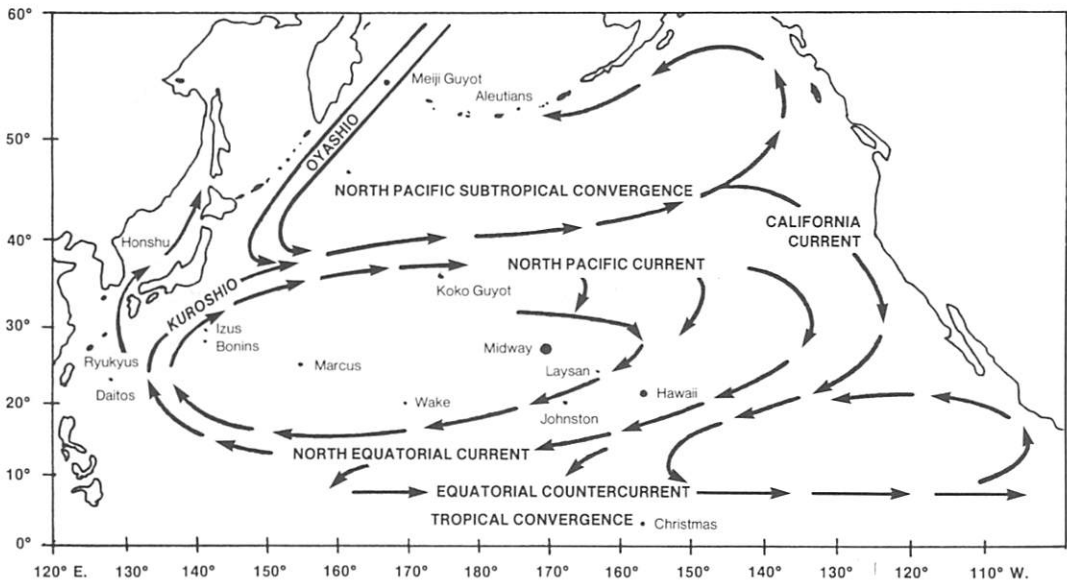 60°
Meiji Guyot
Aleutians
50°
OYASHIO
NORTH PACIFIC SUBTROPICAL CONVERGENCE
CALIFORNIA
CURRENT
Honshu
40°
NORTH PACIFIC CURRENT
Koko Guyot
KUROSHIO
30°
Izus
Bonins
Midway
Ryukyus
Marcus
Laysan
Daitos
Hawaii
20°
Wake
Johnston
NORTH EQUATORIAL CURRENT
10°
EQUATORIAL COUNTERCURRENT
TROPICAL CONVERGENCE
Christmas
0°
120° E. 130° 140° 150° 160° 170° 180° 170° 160° 150° 140° 130° 120° 110° W.